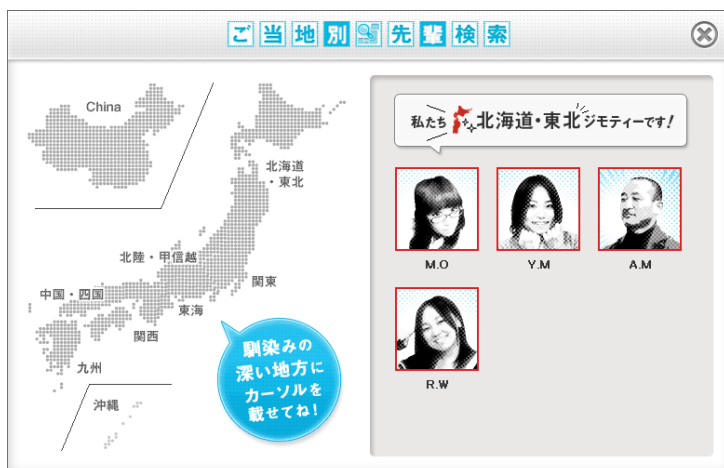 ご当地別先輩検索
China
北海道
・東北
北陸・甲信越
関東
中国・四国
東海
関西
九州
沖縄
馴染みの
深い地方に
カーソルを
載せてね!
私たち 北海道・東北ジモティーです!
M.O
Y.M
A.M
R.W